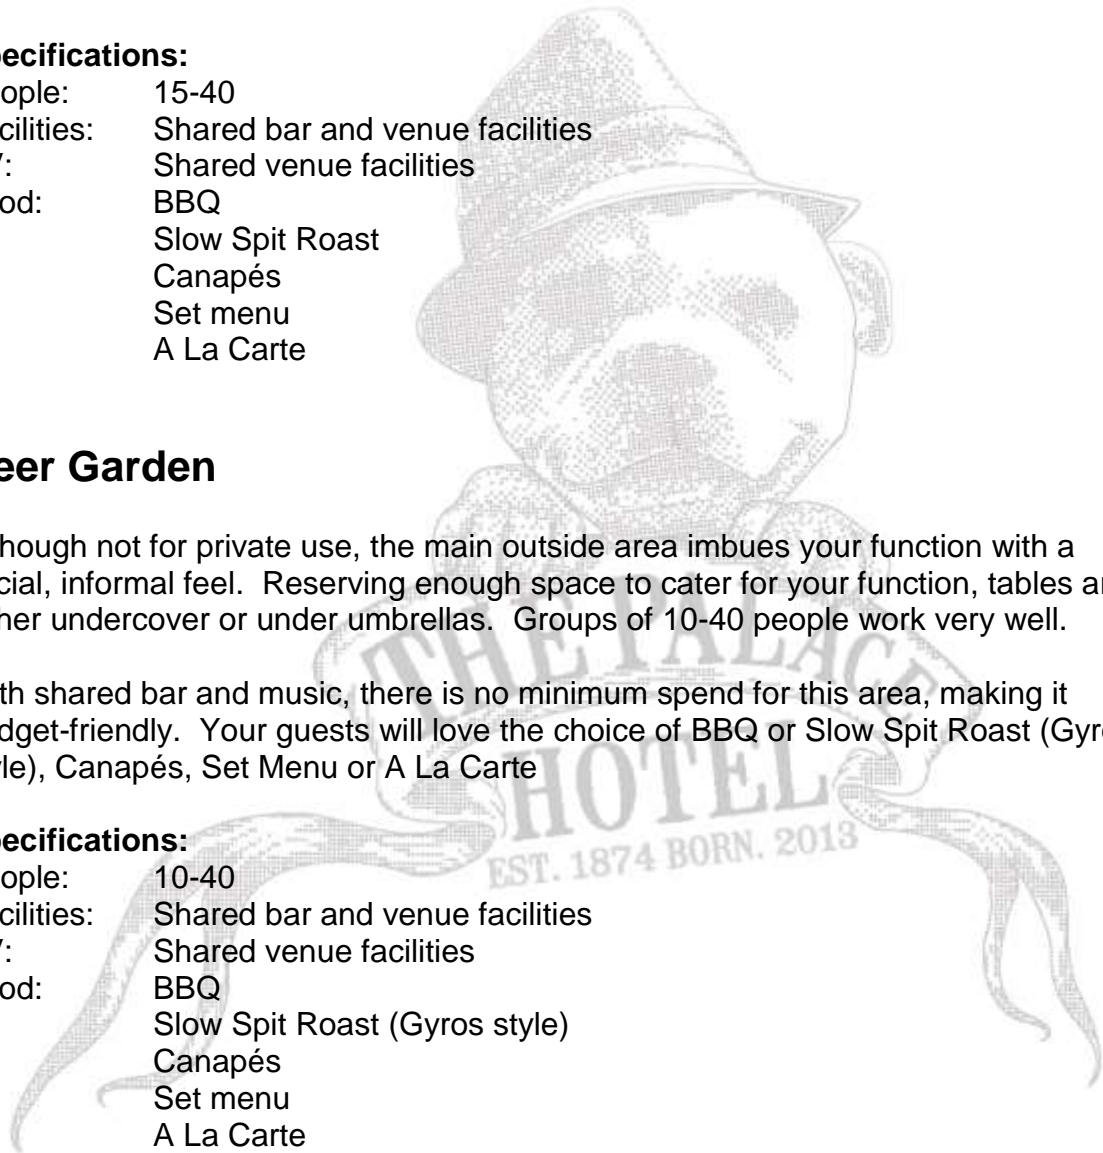 ecifications:
ople: 15-40
cilities: Shared bar and venue facilities
/: Shared venue facilities
od: BBQ
Slow Spit Roast
Canapés
Set menu
A La Carte
eer Garden
hough not for private use, the main outside area imbues your function with a
cial, informal feel. Reserving enough space to cater for your function, tables ar
her undercover or under umbrellas. Groups of 10-40 people work very well.
th shared bar and music, there is no minimum spend for this area, making it
dget-friendly. Your guests will love the choice of BBQ or Slow Spit Roast (Gyro
le), Canapés, Set Menu or A La Carte
ecifications:
ople: 10-40
cilities: Shared bar and venue facilities
/: Shared venue facilities
od: BBQ
Slow Spit Roast (Gyros style)
Canapés
Set menu
A La Carte
THE PALACE
HOTEL
EST. 1874 BORN. 2013